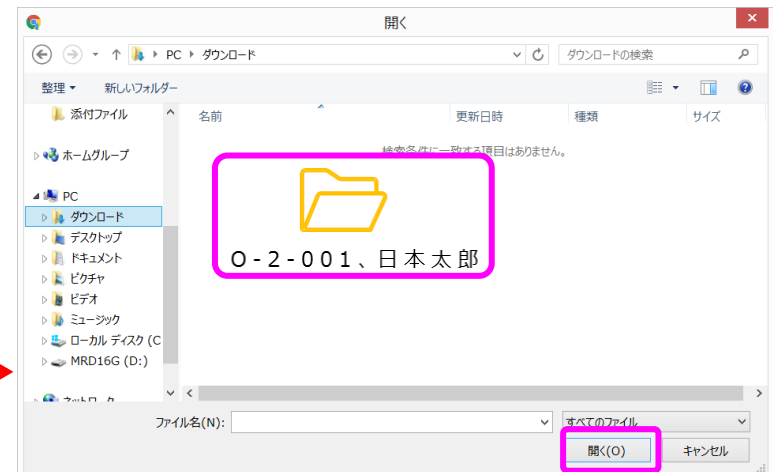 開く
PC ダウンロード
ダウンロードの検索
整理 新しいフォルダー
添付ファイル
名前 更新日時 種類 サイズ
検索条件に一致する項目はありません。
ホームグループ
PC
ダウンロード
デスクトップ
ドキュメント
ピクチャ
ビデオ
ミュージック
ローカル ディスク (C
MRD16G (D:)
O-2-001、日本太郎
ネットワーク
ファイル名(N):
すべてのファイル
開く(O) キャンセル